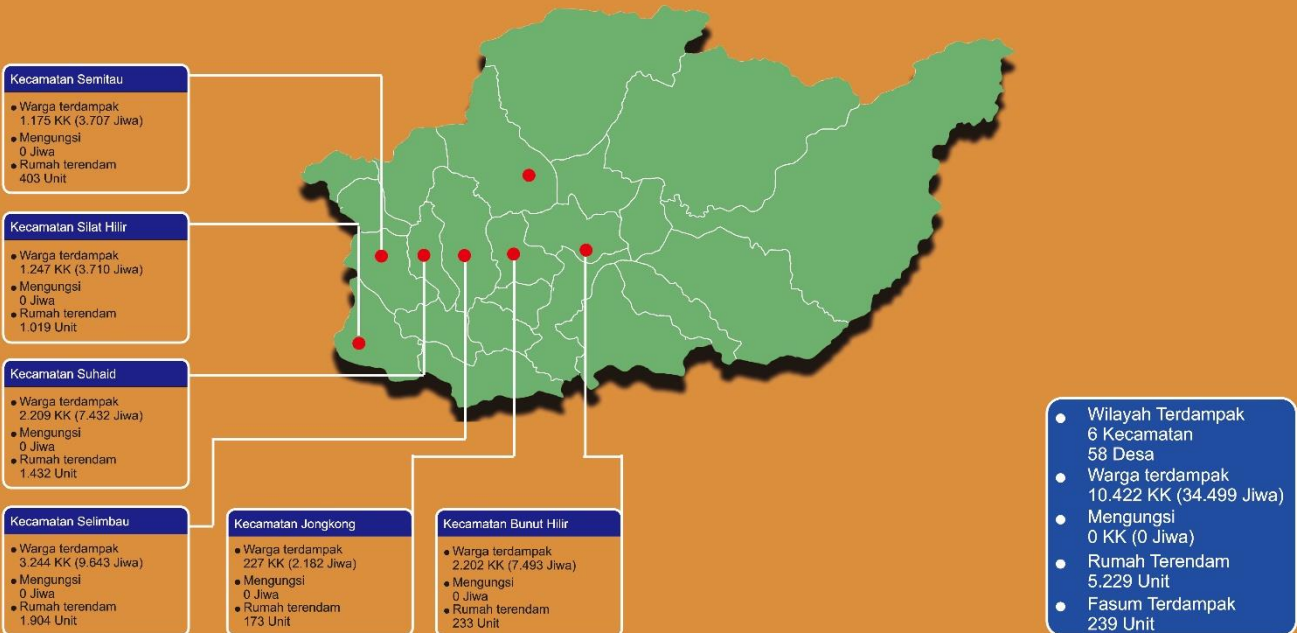 Kecamatan Semitau
• Warga terdampak
1.175 KK (3.707 Jiwa)
• Mengungsi
0 Jiwa
• Rumah terendam
403 Unit
Kecamatan Silat Hilir
• Warga terdampak
1.247 KK (3.710 Jiwa)
• Mengungsi
0 Jiwa
• Rumah terendam
1.019 Unit
Kecamatan Suhaid
• Warga terdampak
2.209 KK (7.432 Jiwa)
• Mengungsi
0 Jiwa
• Rumah terendam
1.432 Unit
Kecamatan Selimbau
• Warga terdampak
3.244 KK (9.643 Jiwa)
• Mengungsi
0 Jiwa
• Rumah terendam
1.904 Unit
Kecamatan Jongkong
• Warga terdampak
227 KK (2.182 Jiwa)
• Mengungsi
0 Jiwa
• Rumah terendam
173 Unit
Kecamatan Bunut Hilir
• Warga terdampak
2.202 KK (7.493 Jiwa)
• Mengungsi
0 Jiwa
• Rumah terendam
233 Unit
• Wilayah Terdampak
6 Kecamatan
58 Desa
• Warga terdampak
10.422 KK (34.499 Jiwa)
• Mengungsi
0 KK (0 Jiwa)
• Rumah Terendam
5.229 Unit
• Fasum Terdampak
239 Unit